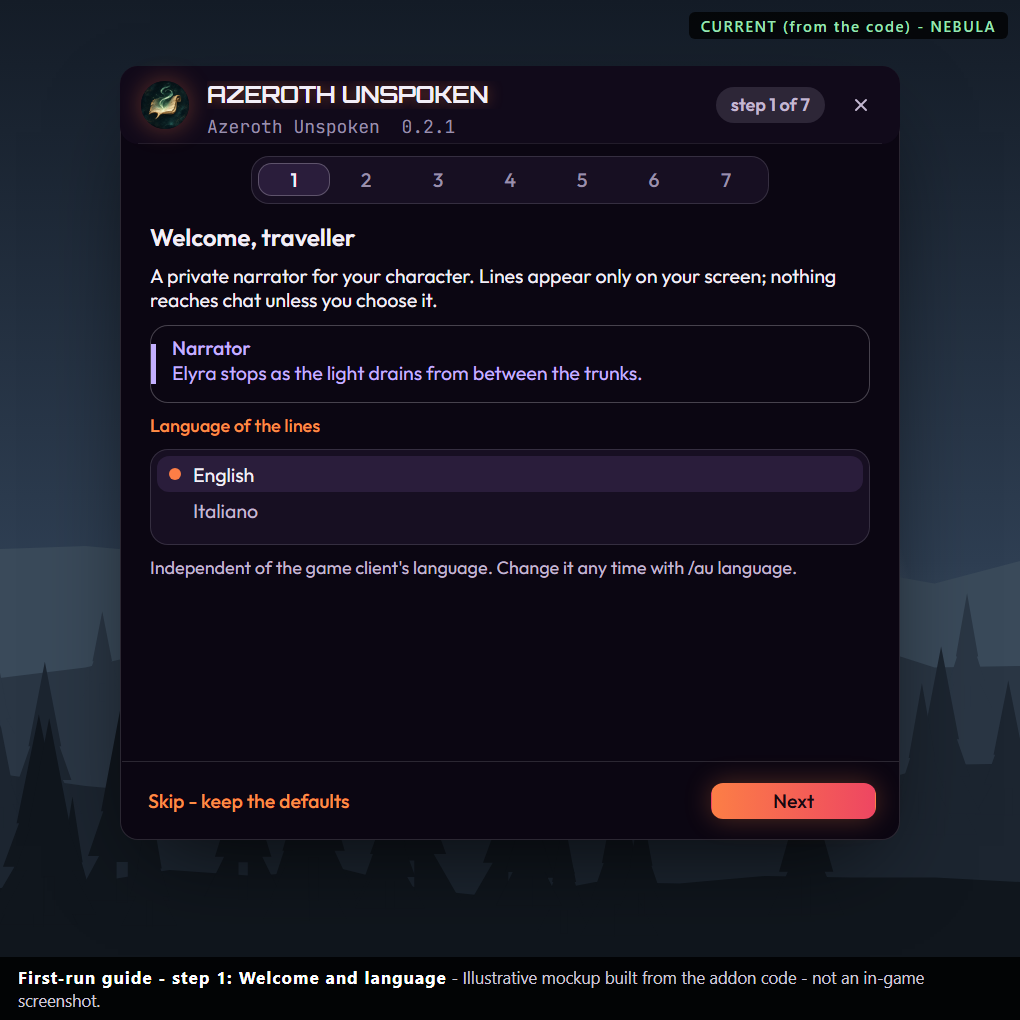 CURRENT (from the code) - NEBULA
AZEROTH UNSPOKEN
Azeroth Unspoken 0.2.1
step 1 of 7
1 2 3 4 5 6 7
Welcome, traveller
A private narrator for your character. Lines appear only on your screen; nothing
reaches chat unless you choose it.
Narrator
Elyra stops as the light drains from between the trunks.
Language of the lines
English
Italiano
Independent of the game client's language. Change it any time with /au language.
Skip - keep the defaults
Next
First-run guide - step 1: Welcome and language - Illustrative mockup built from the addon code - not an in-game
screenshot.